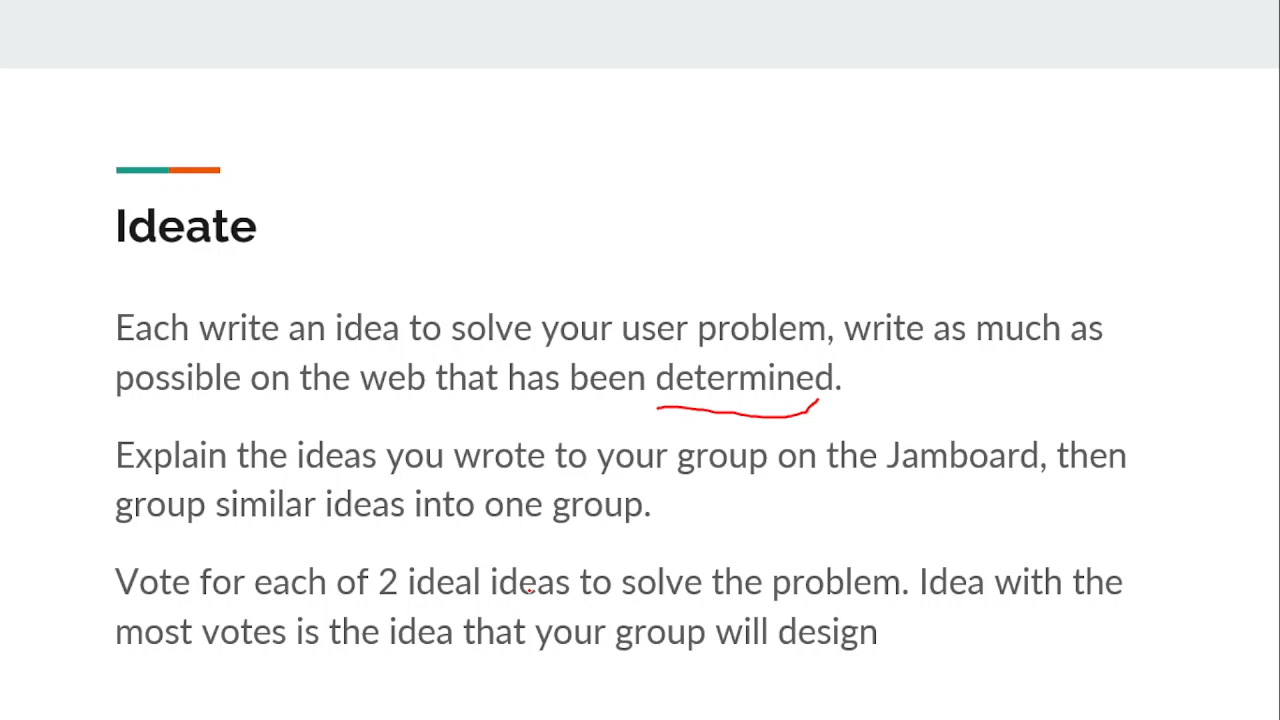 Ideate
Each write an idea to solve your user problem, write as much as
possible on the web that has been determined.
Explain the ideas you wrote to your group on the Jamboard, then
group similar ideas into one group.
Vote for each of 2 ideal ideas to solve the problem. Idea with the
most votes is the idea that your group will design